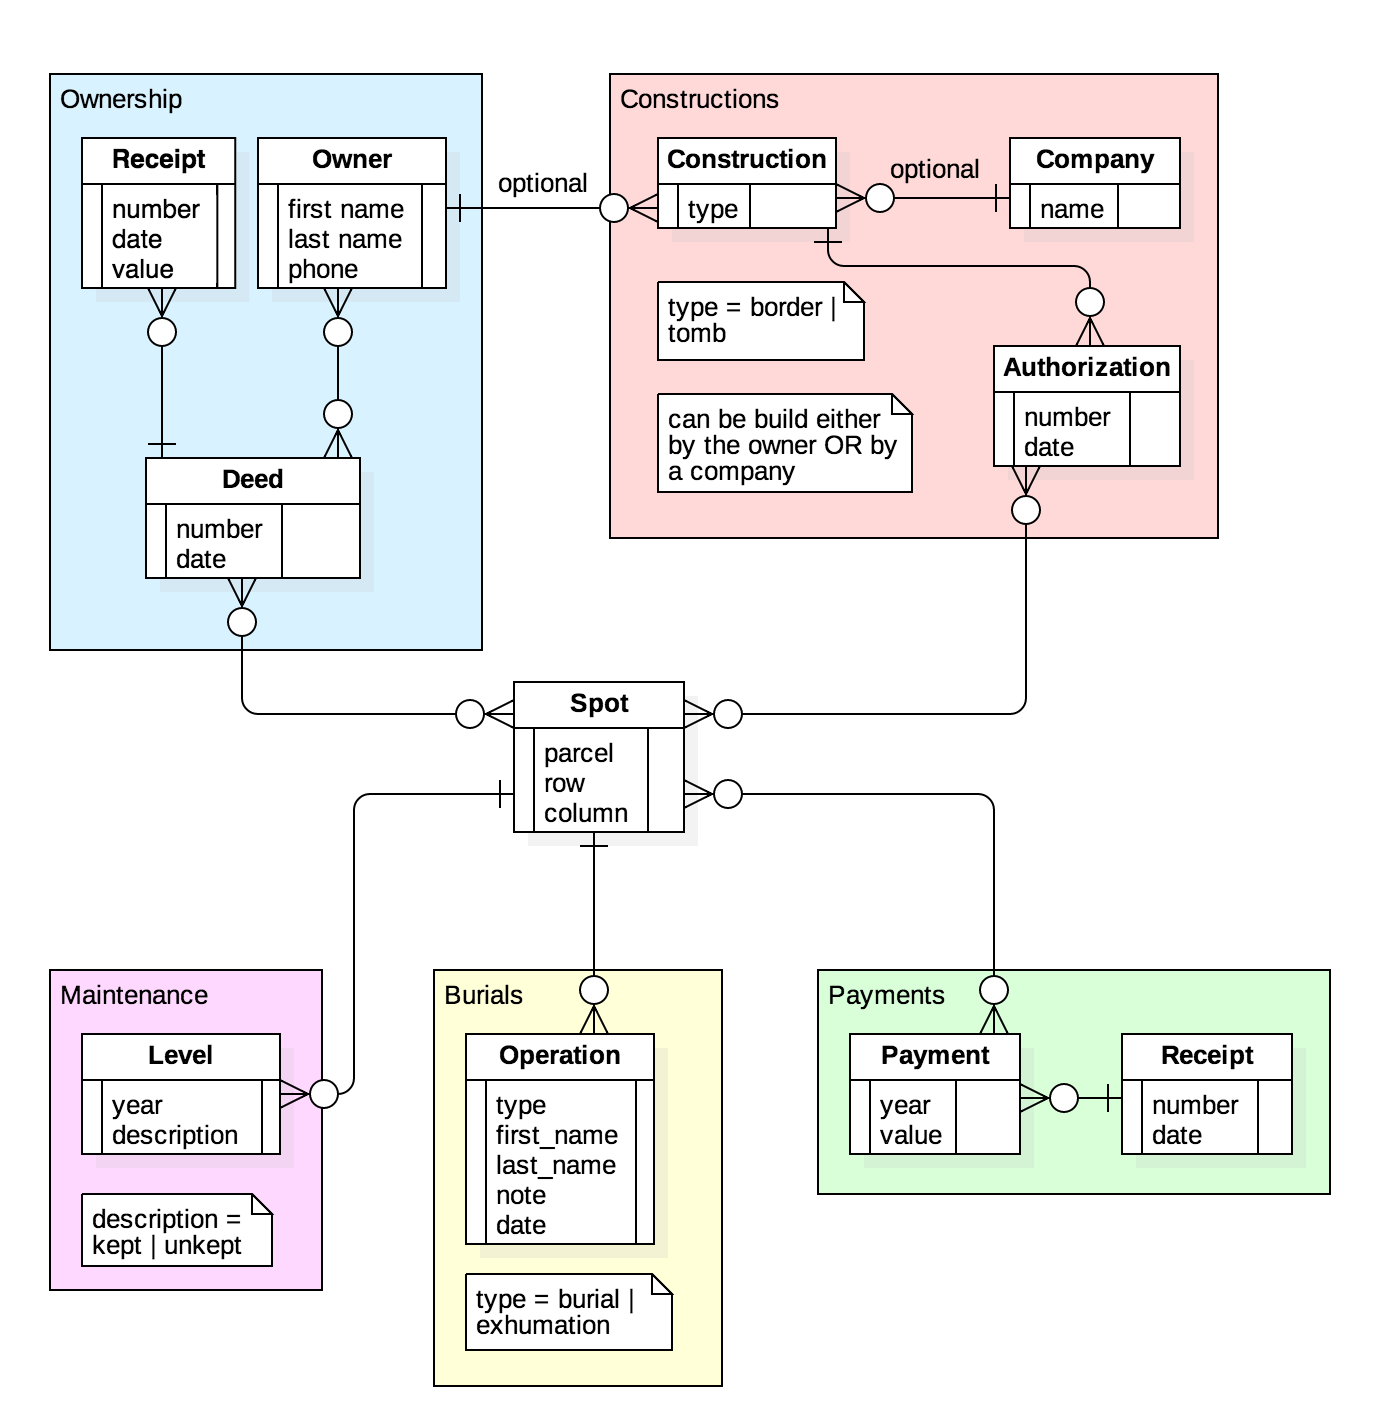 Ownership
Receipt
number
date
value
Owner
first name
last name
phone
Deed
number
date
optional
Constructions
Construction
type
optional
Company
name
type = border |
tomb
can be build either
by the owner OR by
a company
Authorization
number
date
Spot
parcel
row
column
Maintenance
Level
year
description
description =
kept | unkept
Burials
Operation
type
first_name
last_name
note
date
type = burial |
exhumation
Payments
Payment
year
value
Receipt
number
date